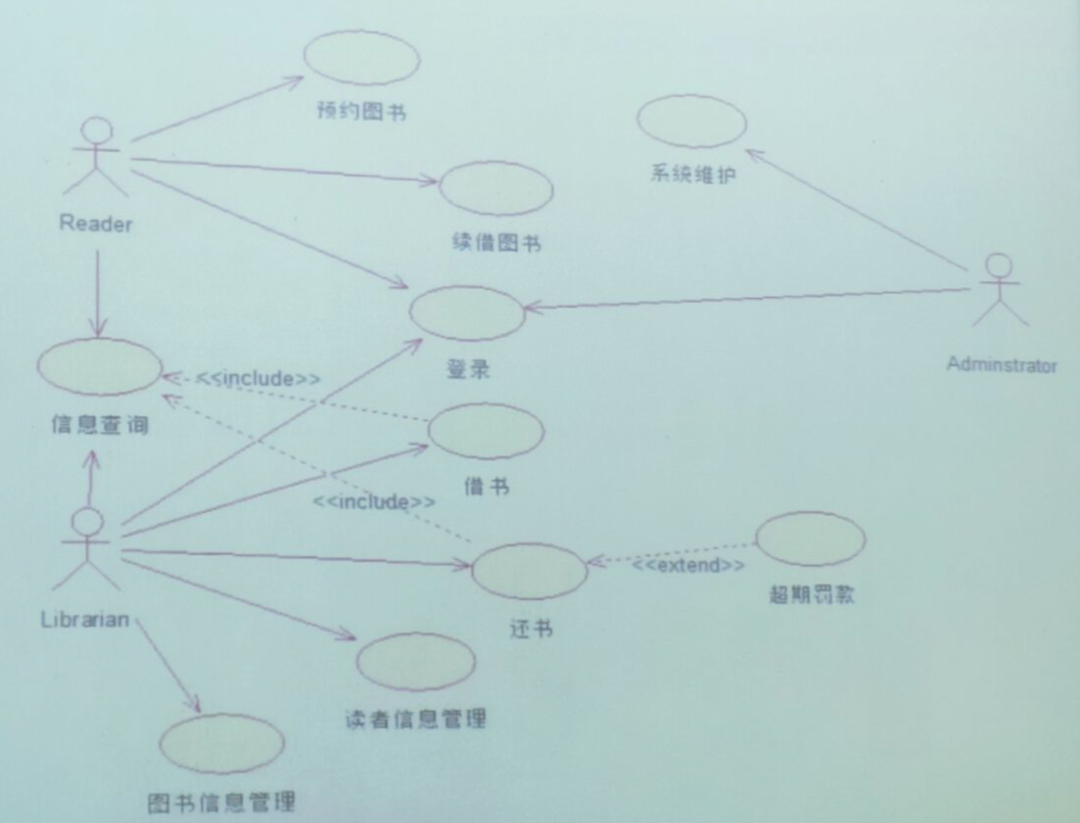 预约图书
系统维护
Reader
续借图书
登录
Adminstrator
<<include>>
信息查询
借书
<<include>>
<<extend>>
超期罚款
Librarian
还书
读者信息管理
图书信息管理